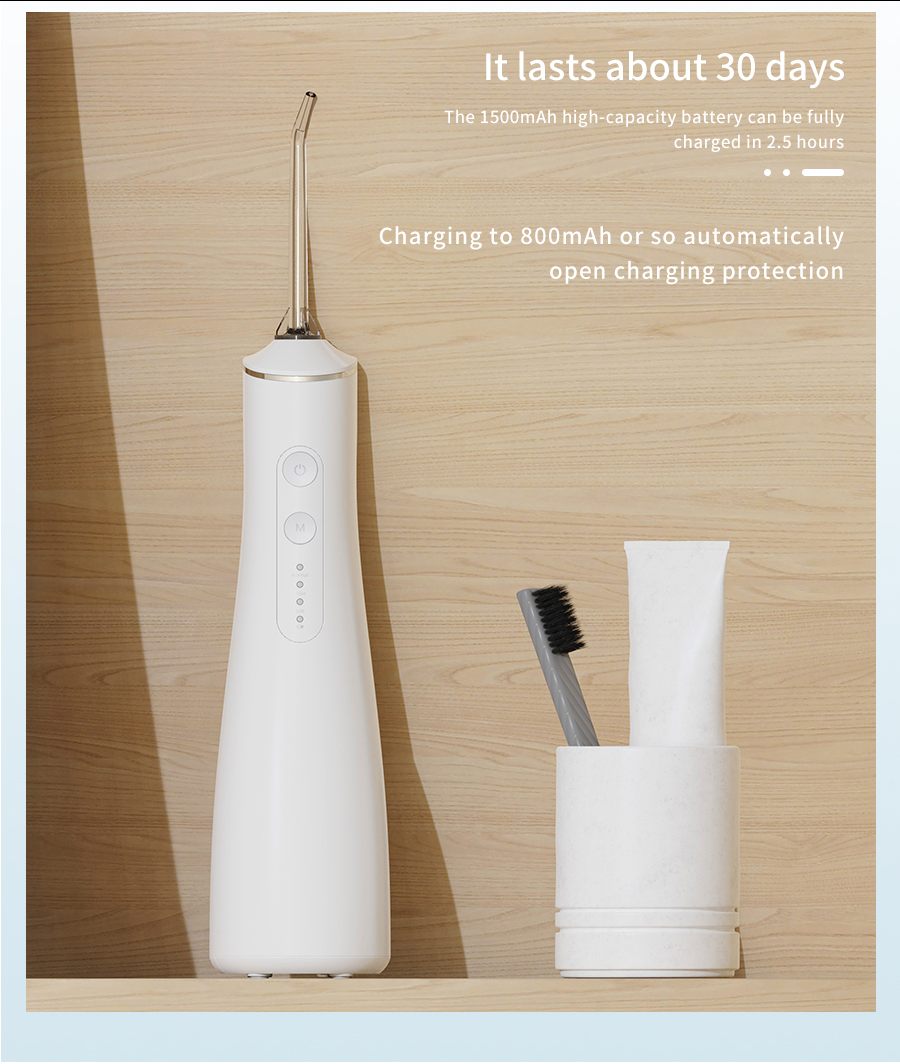 It lasts about 30 days
The 1500mAh high-capacity battery can be fully
charged in 2.5 hours
Charging to 800mAh or so automatically
open charging protection
M